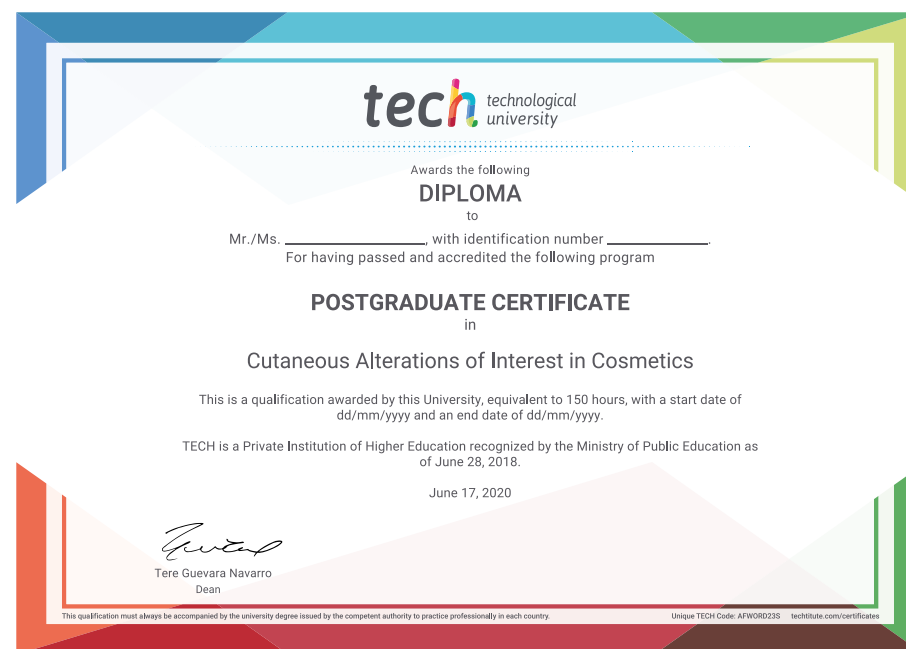 tech technological
university
Awards the following
DIPLOMA
to
Mr./Ms. ____________, with identification number ____________.
For having passed and accredited the following program
POSTGRADUATE CERTIFICATE
in
Cutaneous Alterations of Interest in Cosmetics
This is a qualification awarded by this University, equivalent to 150 hours, with a start date of
dd/mm/yyyy and an end date of dd/mm/yyyy.
TECH is a Private Institution of Higher Education recognized by the Ministry of Public Education as
of June 28, 2018.
June 17, 2020
Tere Guevara Navarro
Dean
This qualification must always be accompanied by the university degree issued by the competent authority to practice professionally in each country.
Unique TECH Code: AFWORD23S techtitute.com/certificates